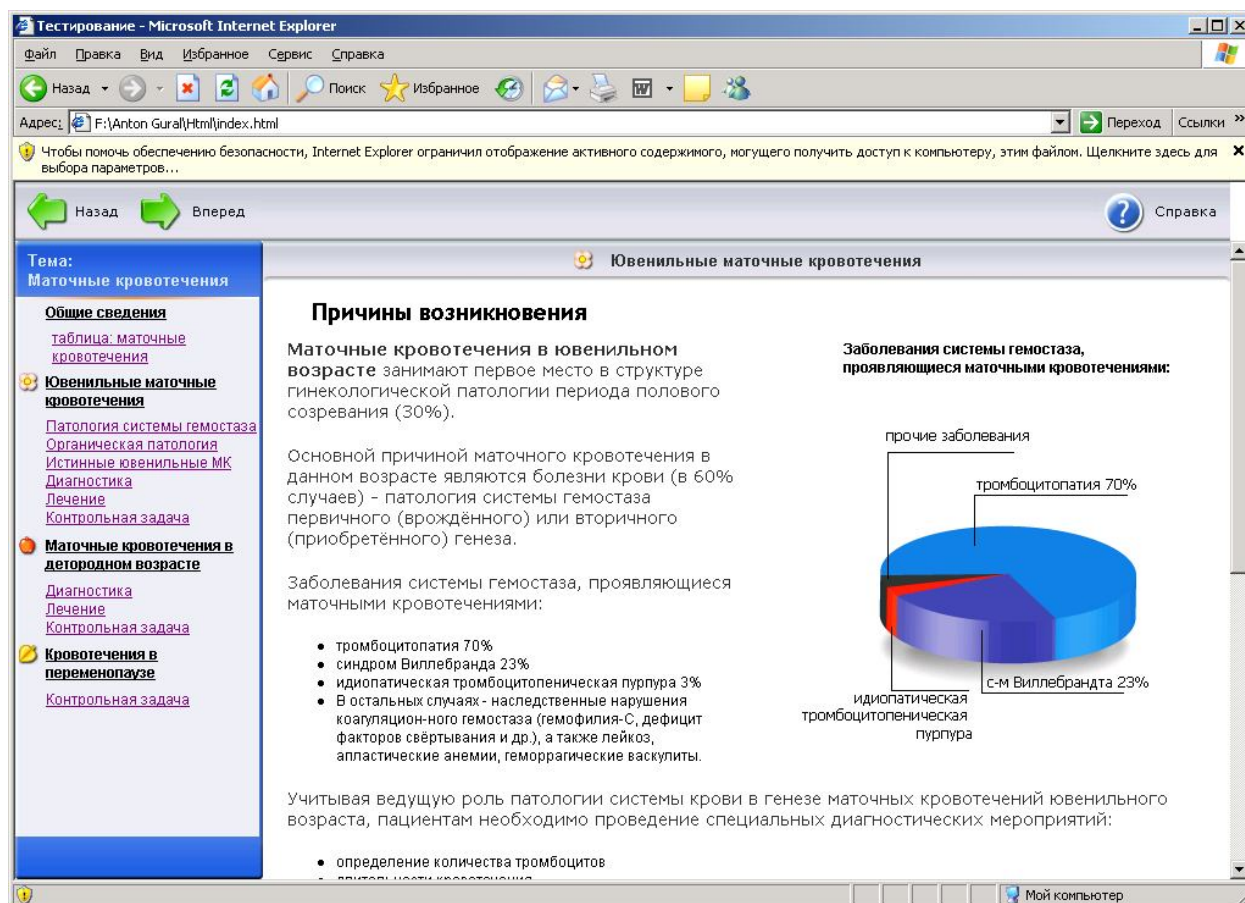 Тестирование - Microsoft Internet Explorer
Файл Правка Вид Избранное Сервис Справка
Назад Поиск Избранное
Адрес: F:\Anton Gural\Html\index.html Переход Ссылки »
Чтобы помочь обеспечению безопасности, Internet Explorer ограничил отображение активного содержимого, могущего получить доступ к компьютеру, этим файлом. Щелкните здесь для
выбора параметров...
Назад Вперед Справка
Тема:
Маточные кровотечения
Общие сведения
таблица: маточные
кровотечения
Ювенильные маточные
кровотечения
Патология системы гемостаза
Органическая патология
Истинные ювенильные МК
Диагностика
Лечение
Контрольная задача
Маточные кровотечения в
детородном возрасте
Диагностика
Лечение
Контрольная задача
Кровотечения в
переменопаузе
Контрольная задача
Ювенильные маточные кровотечения
Причины возникновения
Маточные кровотечения в ювенильном
возрасте занимают первое место в структуре
гинекологической патологии периода полового
созревания (30%).
Основной причиной маточного кровотечения в
данном возрасте являются болезни крови (в 60%
случаев) – патология системы гемостаза
первичного (врождённого) или вторичного
(приобретённого) генеза.
Заболевания системы гемостаза, проявляющиеся
маточными кровотечениями:
• тромбоцитопатия 70%
• синдром Виллебранда 23%
• идиопатическая тромбоцитопеническая пурпура 3%
• В остальных случаях - наследственные нарушения
коагуляцион-ного гемостаза (гемофилия-С, дефицит
факторов свёртывания и др.), а также лейкоз,
апластические анемии, геморрагические васкулиты.
Заболевания системы гемостаза,
проявляющиеся маточными кровотечениями:
прочие заболевания
тромбоцитопатия 70%
с-м Виллебрандта 23%
идиопатическая
тромбоцитопеническая
пурпура
Учитывая ведущую роль патологии системы крови в генезе маточных кровотечений ювенильного
возраста, пациентам необходимо проведение специальных диагностических мероприятий:
• определение количества тромбоцитов
Мой компьютер